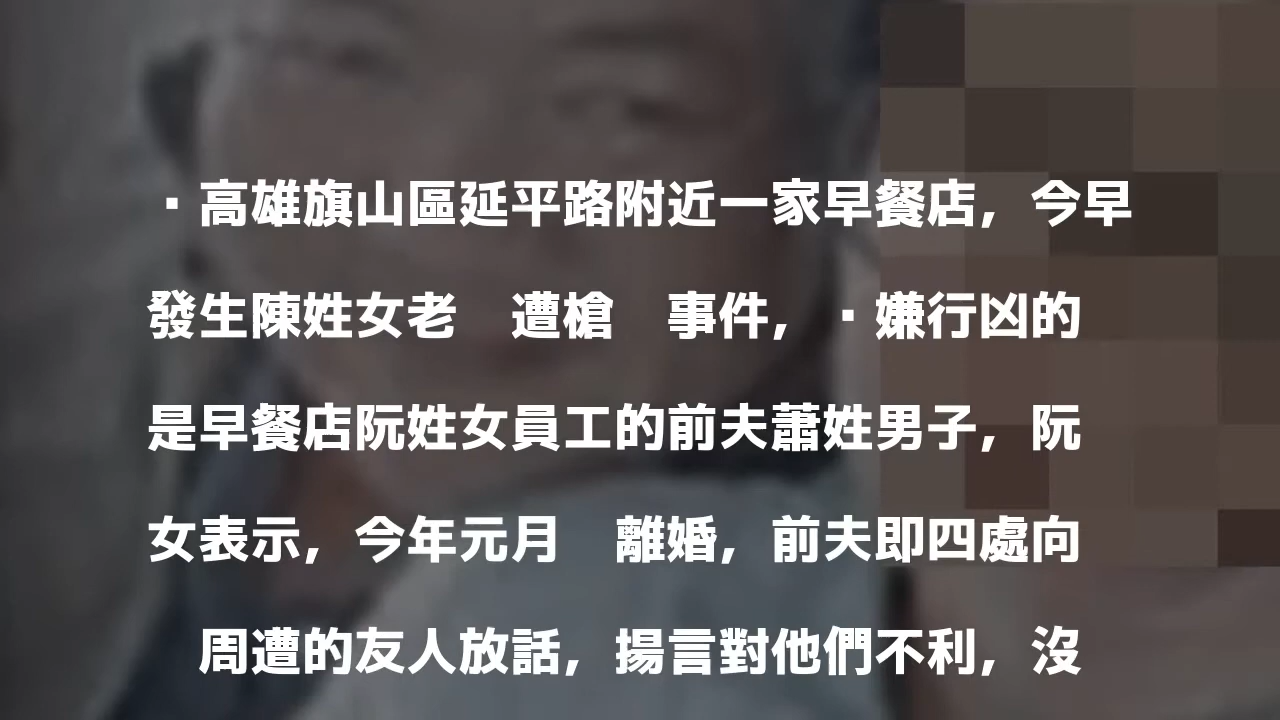 ·高雄旗山區延平路附近一家早餐店，今早
發生陳姓女老　遭槍　事件，·嫌行凶的
是早餐店阮姓女員工的前夫蕭姓男子，阮
女表示，今年元月　離婚，前夫即四處向
　周遭的友人放話，揚言對他們不利，沒